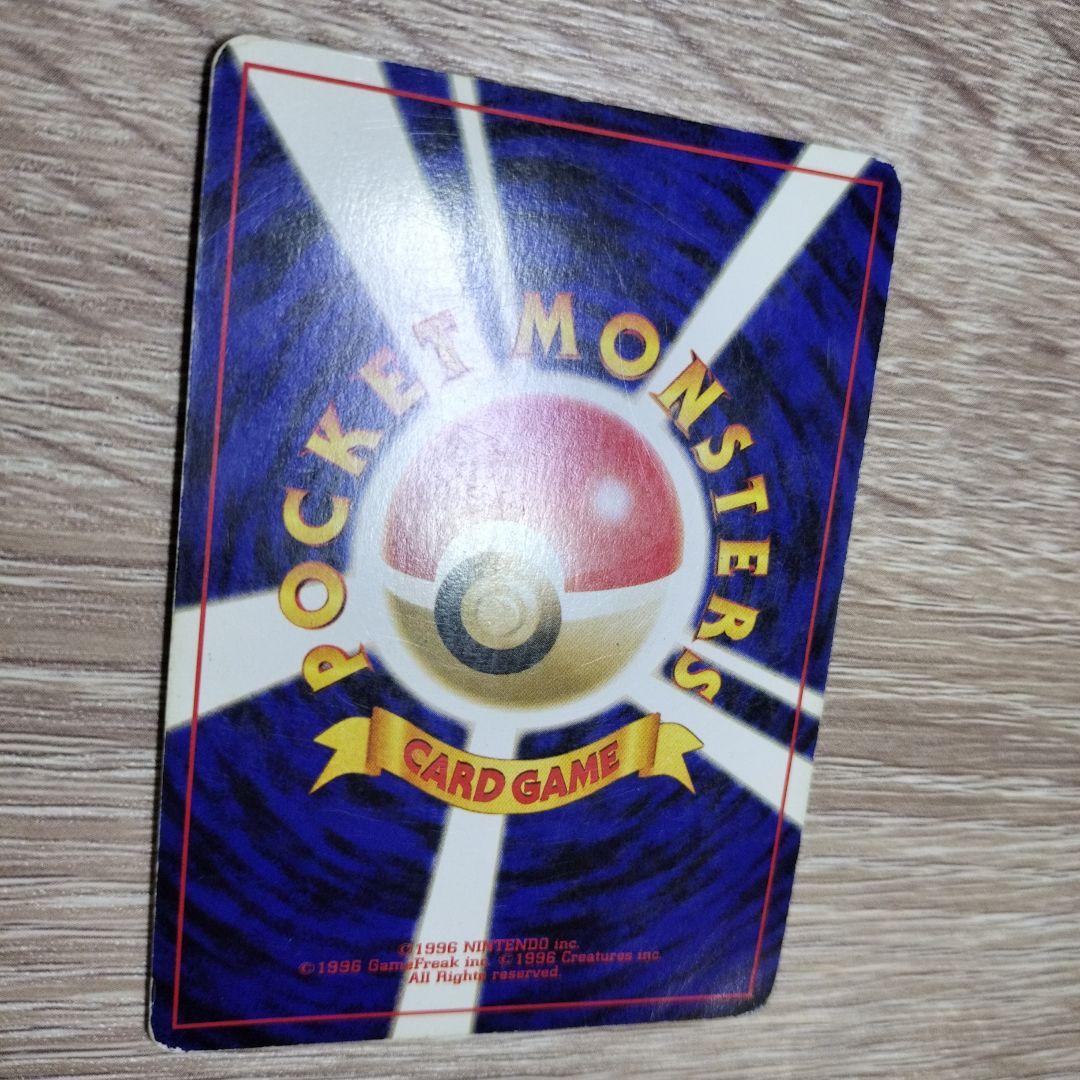 POCKET MONSTERS
CARD GAME
©1996 NINTENDO inc.
©1996 GameFreak inc. ©1996 Creatures inc.
All Rights reserved.